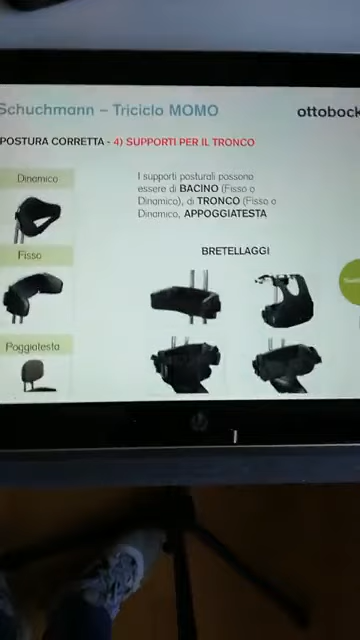 Schuchmann – Triciclo MOMO
ottobock
POSTURA CORRETTA - 4) SUPPORTI PER IL TRONCO
Dinamico
I supporti posturali possono
essere di BACINO (Fisso o
Dinamico), di TRONCO (Fisso o
Dinamico, APPOGGIATESTA
Fisso
BRETELLAGGI
Poggiatesta
hp